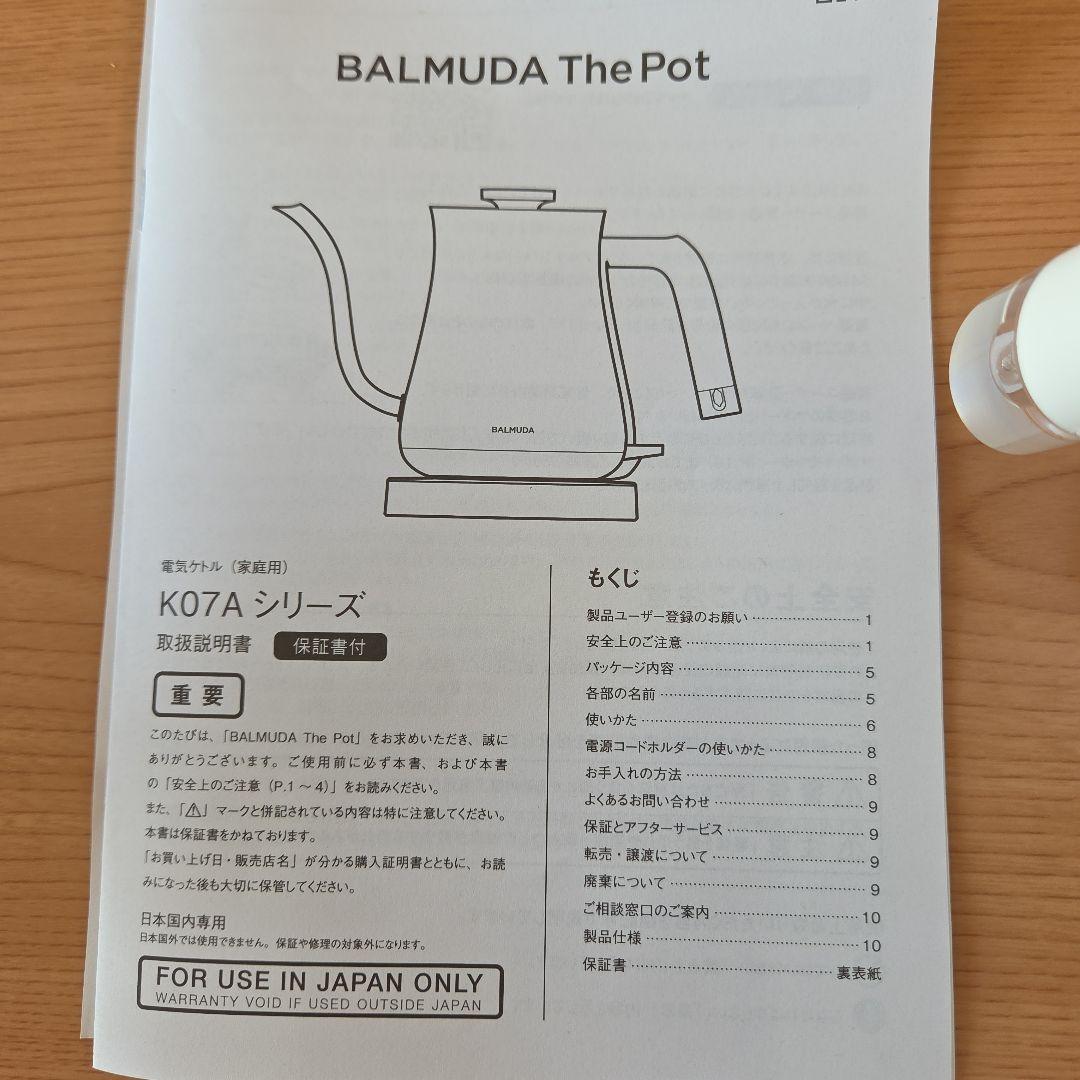 BALMUDA The Pot
BALMUDA
電気ケトル（家庭用）
K07A シリーズ
取扱説明書 保証書付
重要
このたびは、「BALMUDA The Pot」をお求めいただき、誠に
ありがとうございます。ご使用前に必ず本書、および本書
の「安全上のご注意（P.1 ～ 4）」をお読みください。
また、「⚠」マークと併記されている内容は特に注意してください。
本書は保証書をかねております。
「お買い上げ日・販売店名」が分かる購入証明書とともに、お読
みになった後も大切に保管してください。
日本国内専用
日本国外では使用できません。保証や修理の対象外になります。
FOR USE IN JAPAN ONLY
WARRANTY VOID IF USED OUTSIDE JAPAN
もくじ
製品ユーザー登録のお願い 1
安全上のご注意 1
パッケージ内容 5
各部の名前 5
使いかた 6
電源コードホルダーの使いかた 8
お手入れの方法 8
よくあるお問い合わせ 9
保証とアフターサービス 9
転売・譲渡について 9
廃棄について 9
ご相談窓口のご案内 10
製品仕様 10
保証書 裏表紙